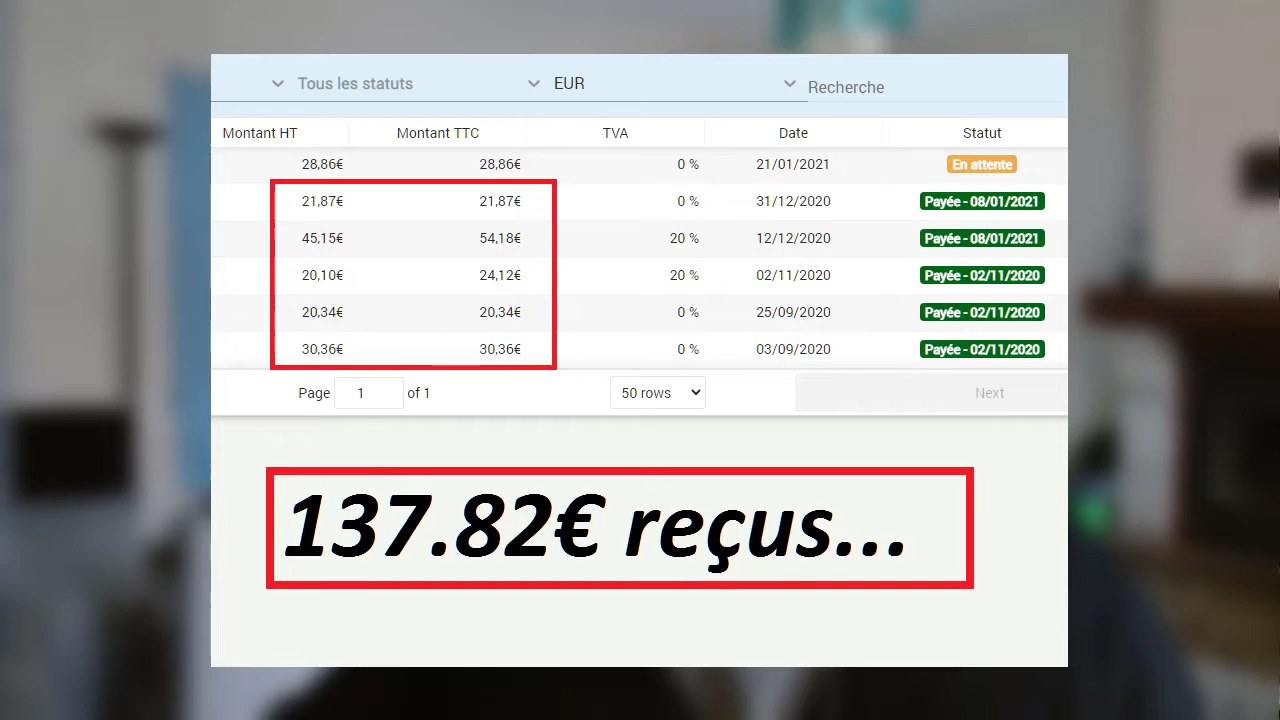 Tous les statuts EUR Recherche
Montant HT Montant TTC TVA Date Statut
28,86€ 28,86€ 0 % 21/01/2021 En attente
21,87€ 21,87€ 0 % 31/12/2020 Payée - 08/01/2021
45,15€ 54,18€ 20 % 12/12/2020 Payée - 08/01/2021
20,10€ 24,12€ 20 % 02/11/2020 Payée - 02/11/2020
20,34€ 20,34€ 0 % 25/09/2020 Payée - 02/11/2020
30,36€ 30,36€ 0 % 03/09/2020 Payée - 02/11/2020
Page 1 of 1 50 rows Next
137.82€ reçus...